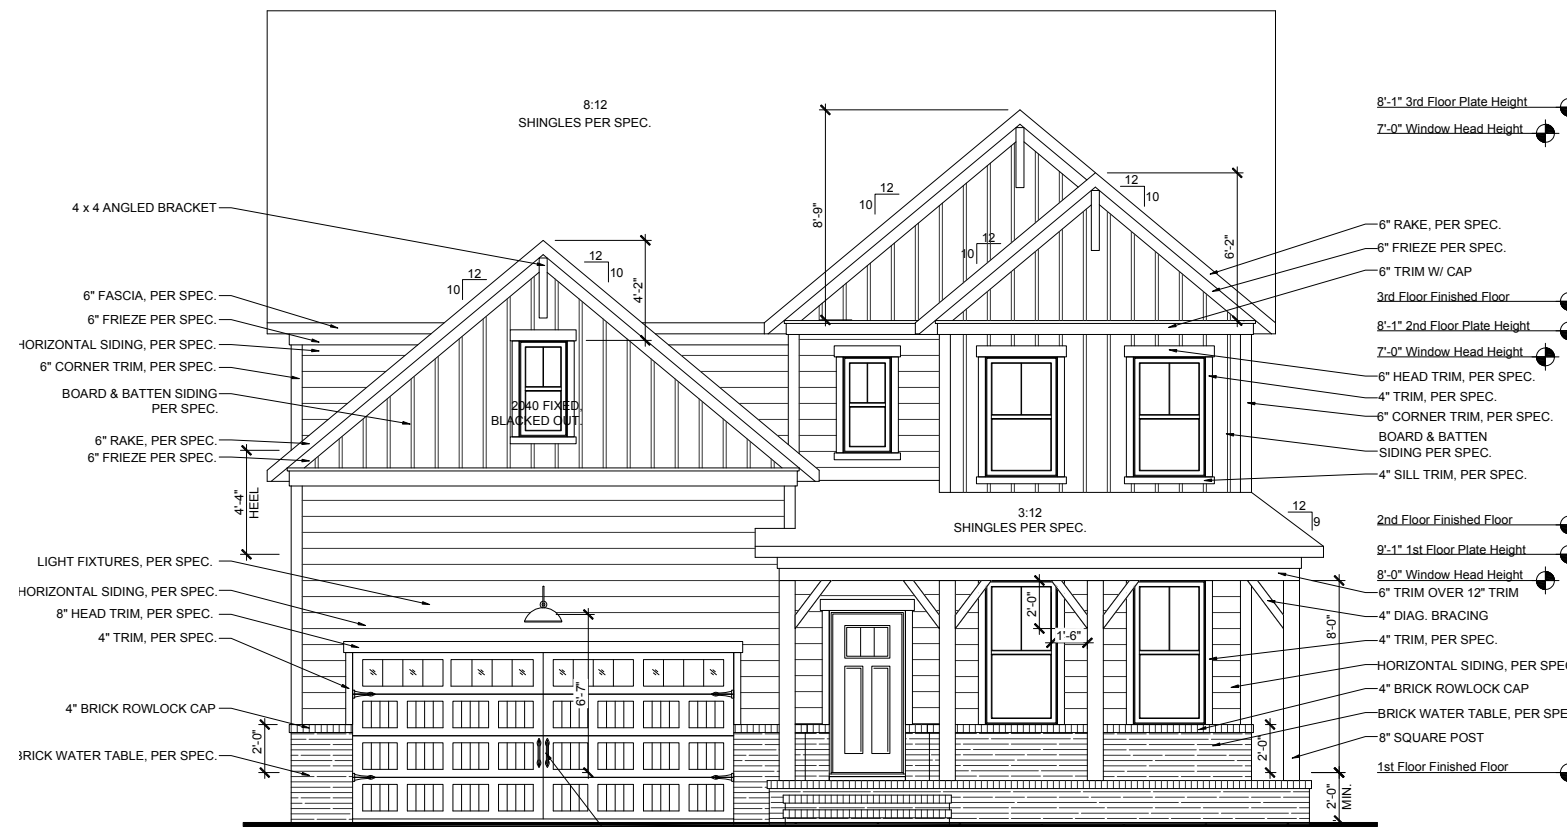 8:12
SHINGLES PER SPEC.
4 x 4 ANGLED BRACKET
6" FASCIA, PER SPEC.
6" FRIEZE PER SPEC.
HORIZONTAL SIDING, PER SPEC.
6" CORNER TRIM, PER SPEC.
BOARD & BATTEN SIDING
PER SPEC.
6" RAKE, PER SPEC.
6" FRIEZE PER SPEC.
4'-4"
HEEL
LIGHT FIXTURES, PER SPEC.
HORIZONTAL SIDING, PER SPEC.
8" HEAD TRIM, PER SPEC.
4" TRIM, PER SPEC.
4" BRICK ROWLOCK CAP
2'-0"
BRICK WATER TABLE, PER SPEC.
12
10
12
10
4'-2"
2040 FIXED,
BLACKED OUT.
6'-7"
8'-9"
12
10
12
10
12
10
6'-2"
3:12
SHINGLES PER SPEC.
12
9
2'-0"
1'-6"
8'-0"
2'-0"
2'-0"
MIN.
8'-1" 3rd Floor Plate Height
7'-0" Window Head Height
6" RAKE, PER SPEC.
6" FRIEZE PER SPEC.
6" TRIM W/ CAP
3rd Floor Finished Floor
8'-1" 2nd Floor Plate Height
7'-0" Window Head Height
6" HEAD TRIM, PER SPEC.
4" TRIM, PER SPEC.
6" CORNER TRIM, PER SPEC.
BOARD & BATTEN
SIDING PER SPEC.
4" SILL TRIM, PER SPEC.
2nd Floor Finished Floor
9'-1" 1st Floor Plate Height
8'-0" Window Head Height
6" TRIM OVER 12" TRIM
4" DIAG. BRACING
4" TRIM, PER SPEC.
HORIZONTAL SIDING, PER SPEC
4" BRICK ROWLOCK CAP
BRICK WATER TABLE, PER SPE
8" SQUARE POST
1st Floor Finished Floor